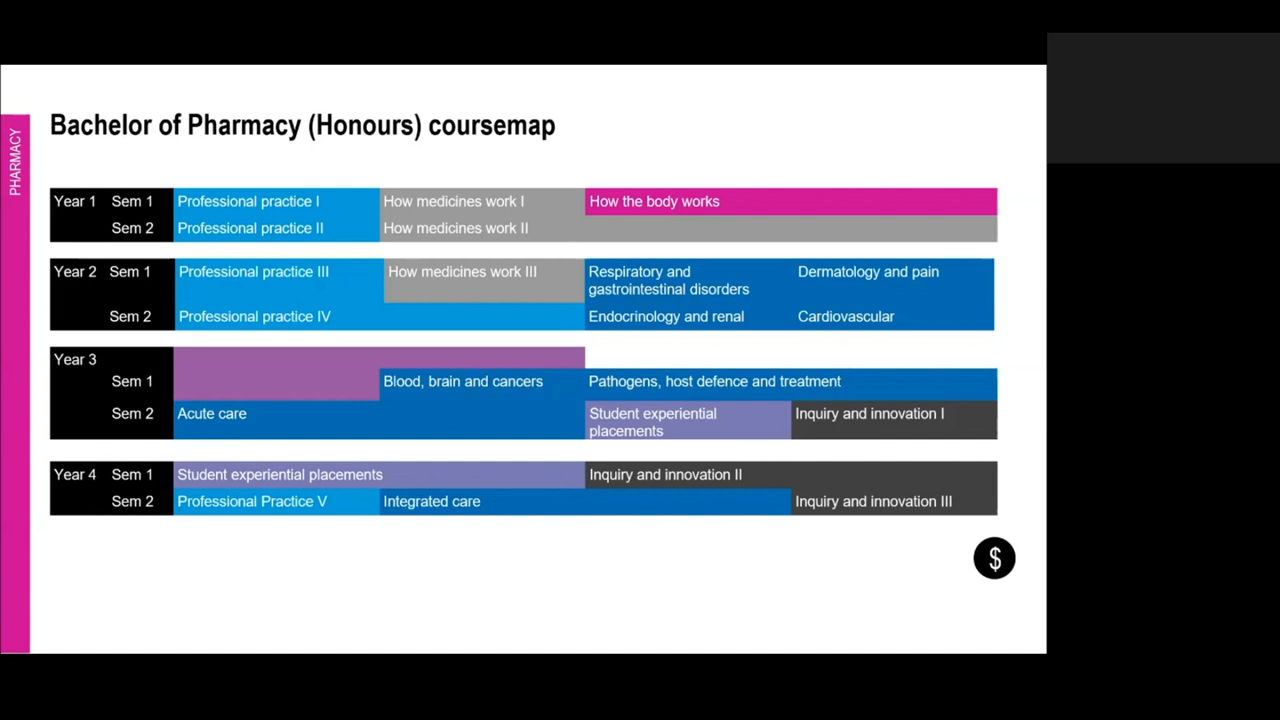 PHARMACY
Bachelor of Pharmacy (Honours) coursemap
Year 1 Sem 1 Professional practice I How medicines work I How the body works
Sem 2 Professional practice II How medicines work II
Year 2 Sem 1 Professional practice III How medicines work III Respiratory and gastrointestinal disorders Dermatology and pain
Sem 2 Professional practice IV Endocrinology and renal Cardiovascular
Year 3
Sem 1 Blood, brain and cancers Pathogens, host defence and treatment
Sem 2 Acute care Student experiential placements Inquiry and innovation I
Year 4 Sem 1 Student experiential placements Inquiry and innovation II
Sem 2 Professional Practice V Integrated care Inquiry and innovation III
$